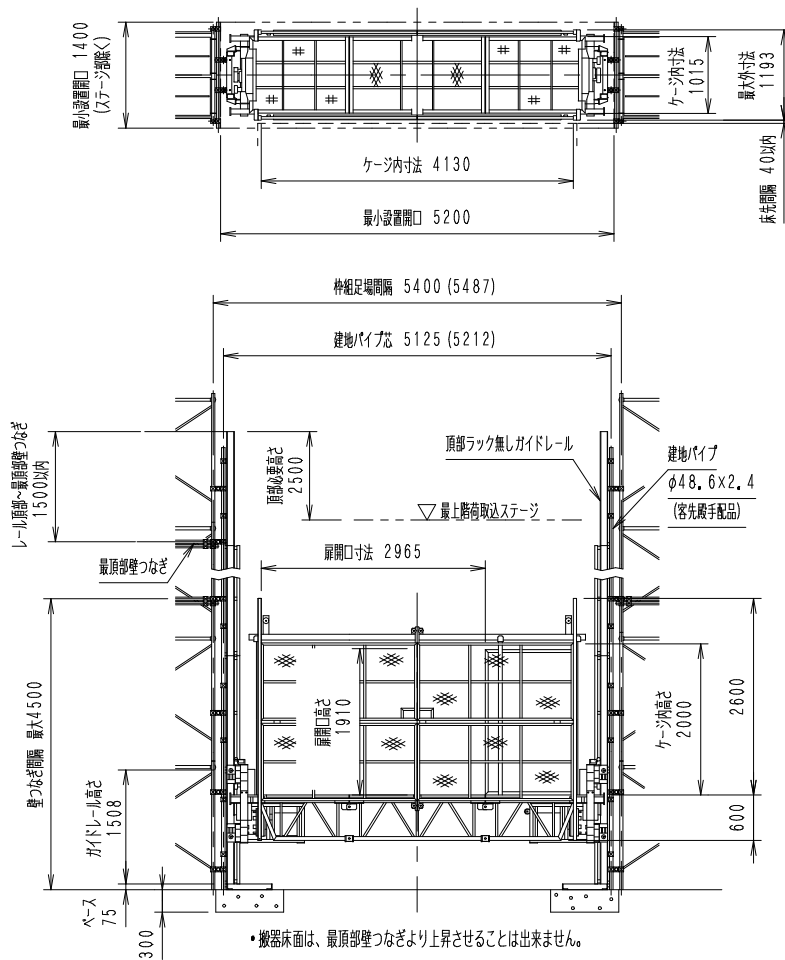 最小設置開口 1400
(ステージ部除く)
ケージ内寸法
1015
最大外寸法
1193
床先間隔 40以内
ケージ内寸法 4130
最小設置開口 5200
枠組足場間隔 5400 (5487)
建地パイプ芯 5125 (5212)
レール頂部~最頂部壁つなぎ
1500以内
頂部必要高さ
2500
頂部ラック無しガイドレール
建地パイプ
φ48.6×2.4
(客先殿手配品)
▽ 最上階荷取込ステージ
最頂部壁つなぎ
扉開口寸法 2965
壁つなぎ間隔 最大4500
扉開口高さ
1910
ケージ内高さ
2000
2600
ガイドレール高さ
1508
600
ベース
75
300
・搬器床面は、最頂部壁つなぎより上昇させることは出来ません。